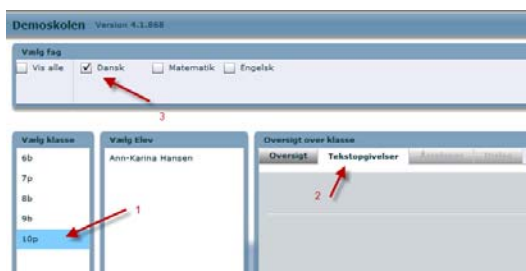 Demoskolen Version 4.1.868
Vælg fag
Vis alle Dansk Matematik Engelsk
3
Vælg klasse
6b
7p
8b
9b
10p
1
Vælg Elev
Ann-Karina Hansen
Oversigt over klasse
Oversigt Tekstopgivelser
2